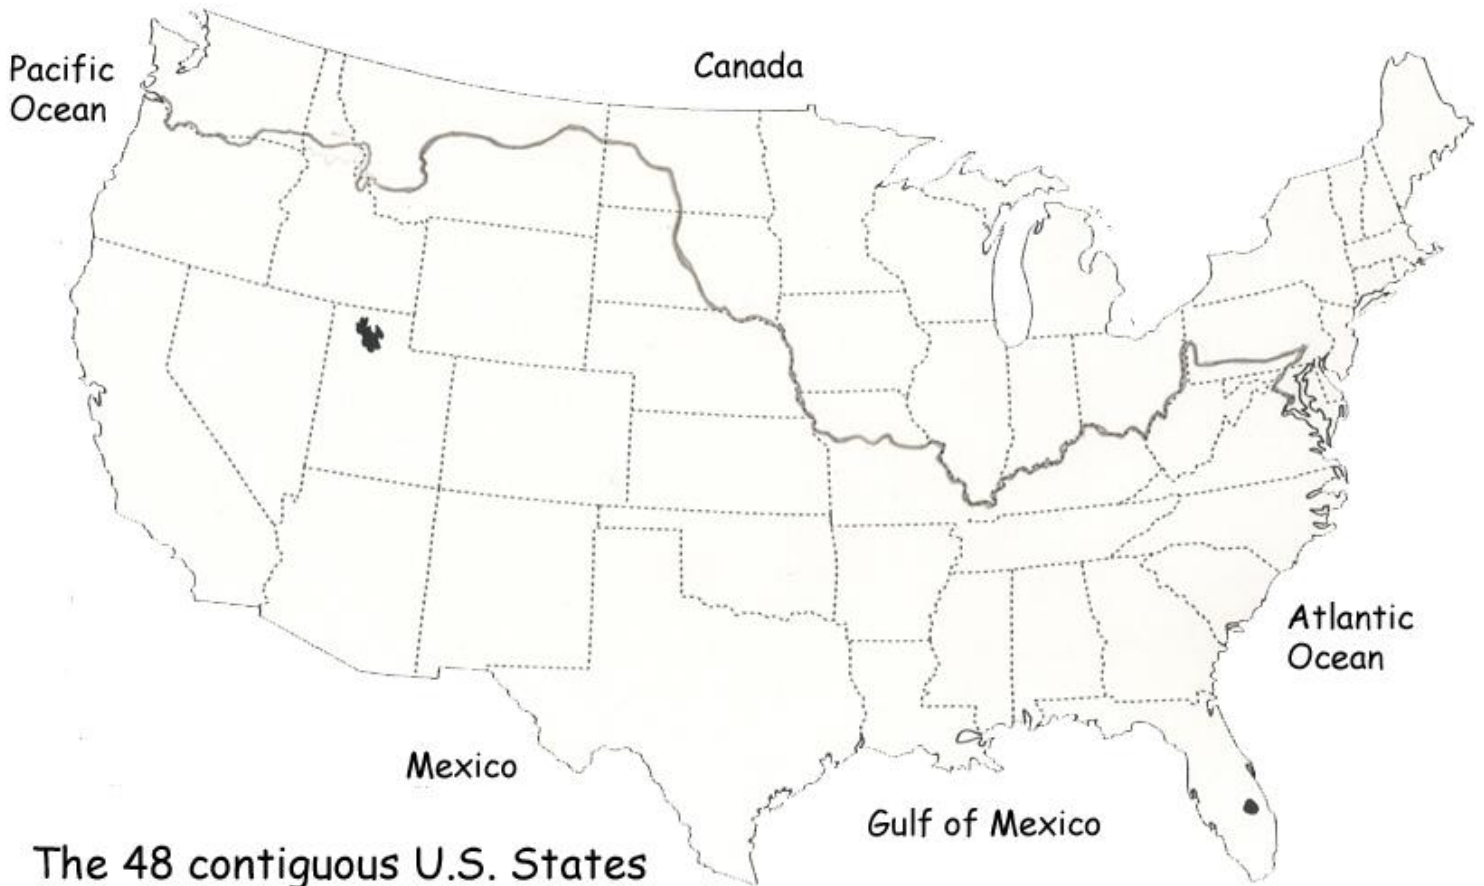 Pacific
Ocean
Canada
Atlantic
Ocean
Mexico
Gulf of Mexico
The 48 contiguous U.S. States